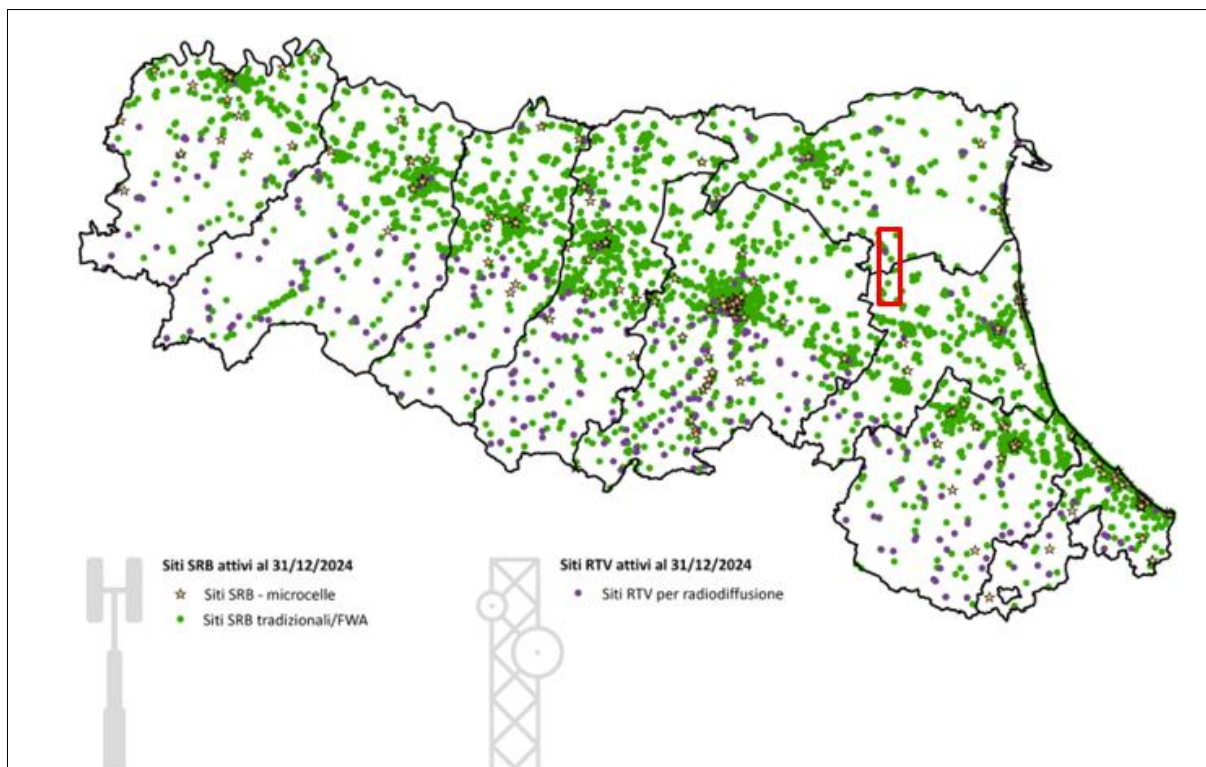 Siti SRB attivi al 31/12/2024
Siti SRB - microcelle
Siti SRB tradizionali/FWA
Siti RTV attivi al 31/12/2024
Siti RTV per radiodiffusione